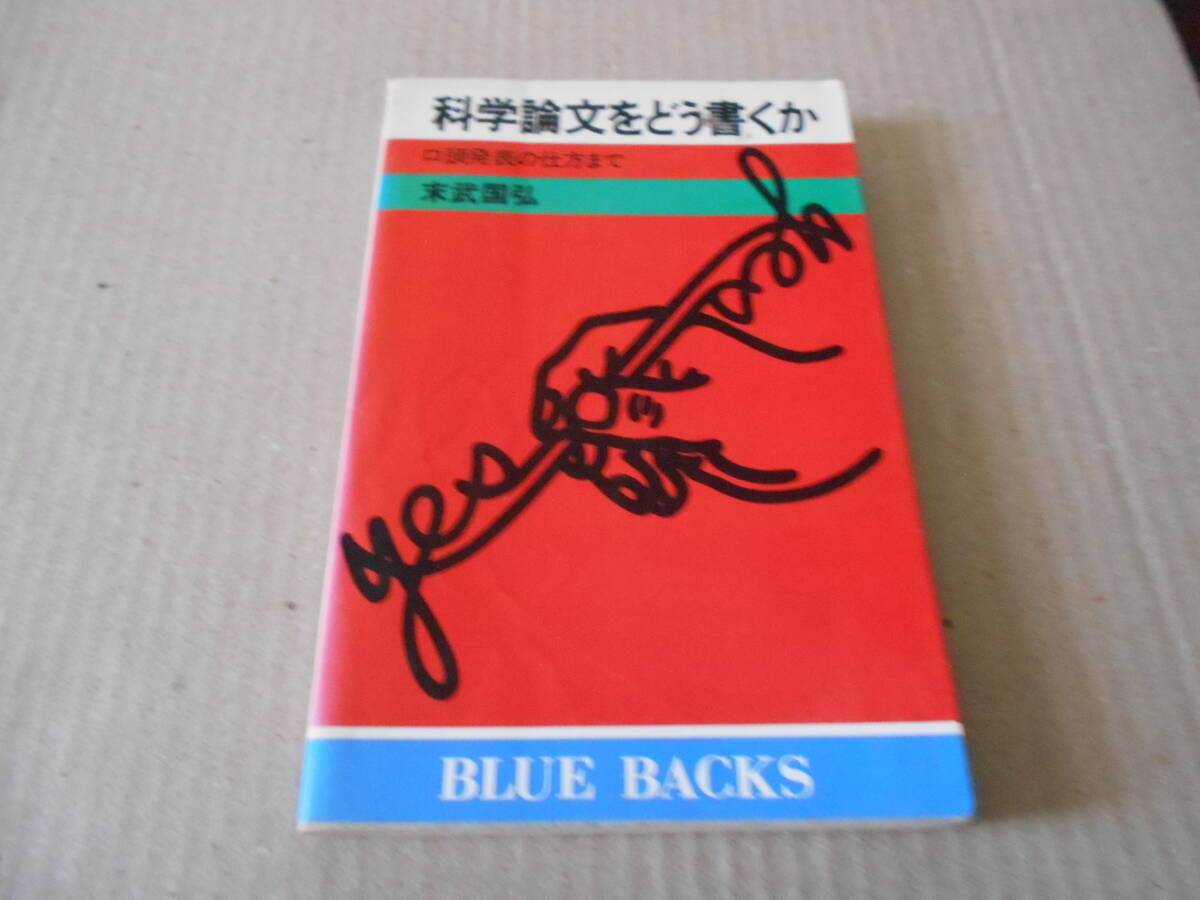 科学論文をどう書くか
口頭発表の仕方まで
末武国弘
yes
yes
BLUE BACKS